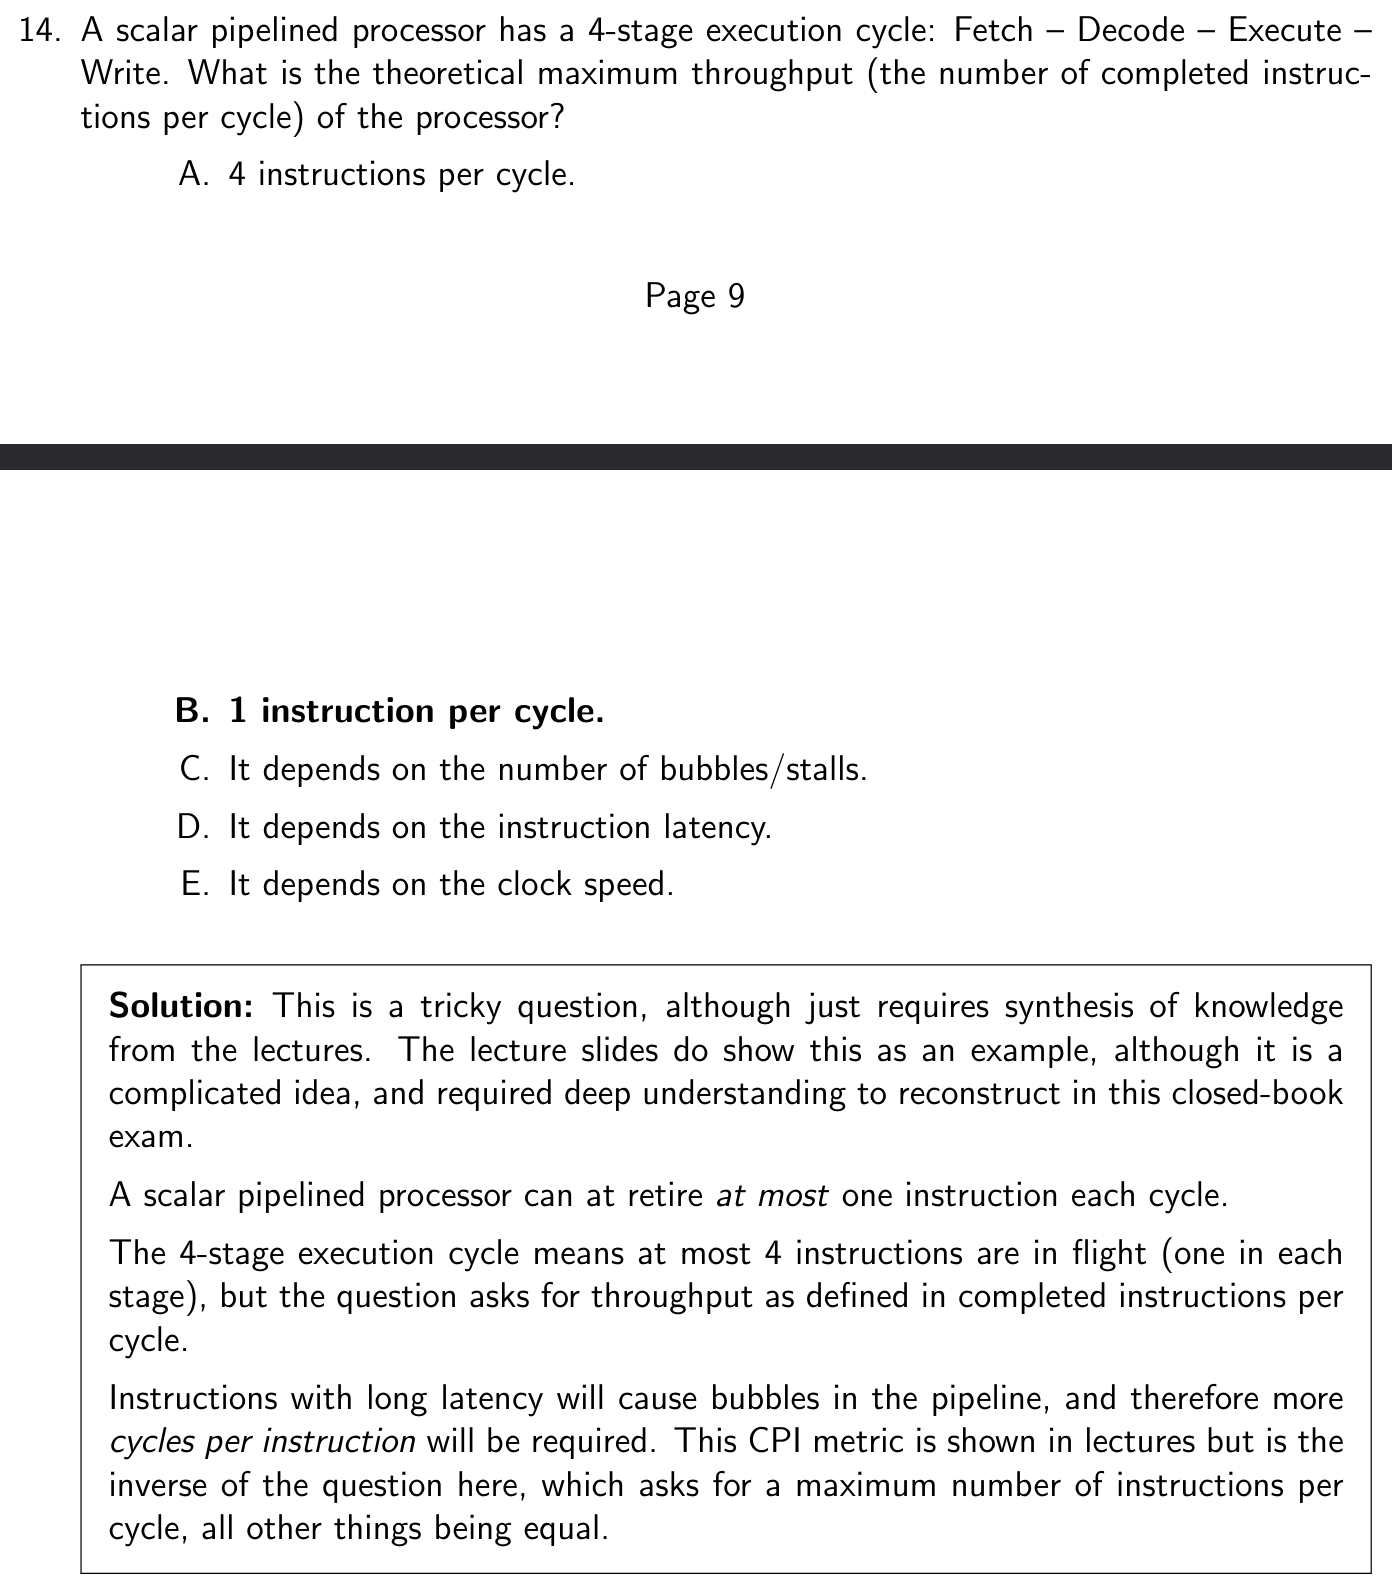 14. A scalar pipelined processor has a 4-stage execution cycle: Fetch – Decode – Execute –
Write. What is the theoretical maximum throughput (the number of completed instruc-
tions per cycle) of the processor?
A. 4 instructions per cycle.
Page 9
B. 1 instruction per cycle.
C. It depends on the number of bubbles/stalls.
D. It depends on the instruction latency.
E. It depends on the clock speed.
Solution: This is a tricky question, although just requires synthesis of knowledge
from the lectures. The lecture slides do show this as an example, although it is a
complicated idea, and required deep understanding to reconstruct in this closed-book
exam.
A scalar pipelined processor can at retire at most one instruction each cycle.
The 4-stage execution cycle means at most 4 instructions are in flight (one in each
stage), but the question asks for throughput as defined in completed instructions per
cycle.
Instructions with long latency will cause bubbles in the pipeline, and therefore more
cycles per instruction will be required. This CPI metric is shown in lectures but is the
inverse of the question here, which asks for a maximum number of instructions per
cycle, all other things being equal.